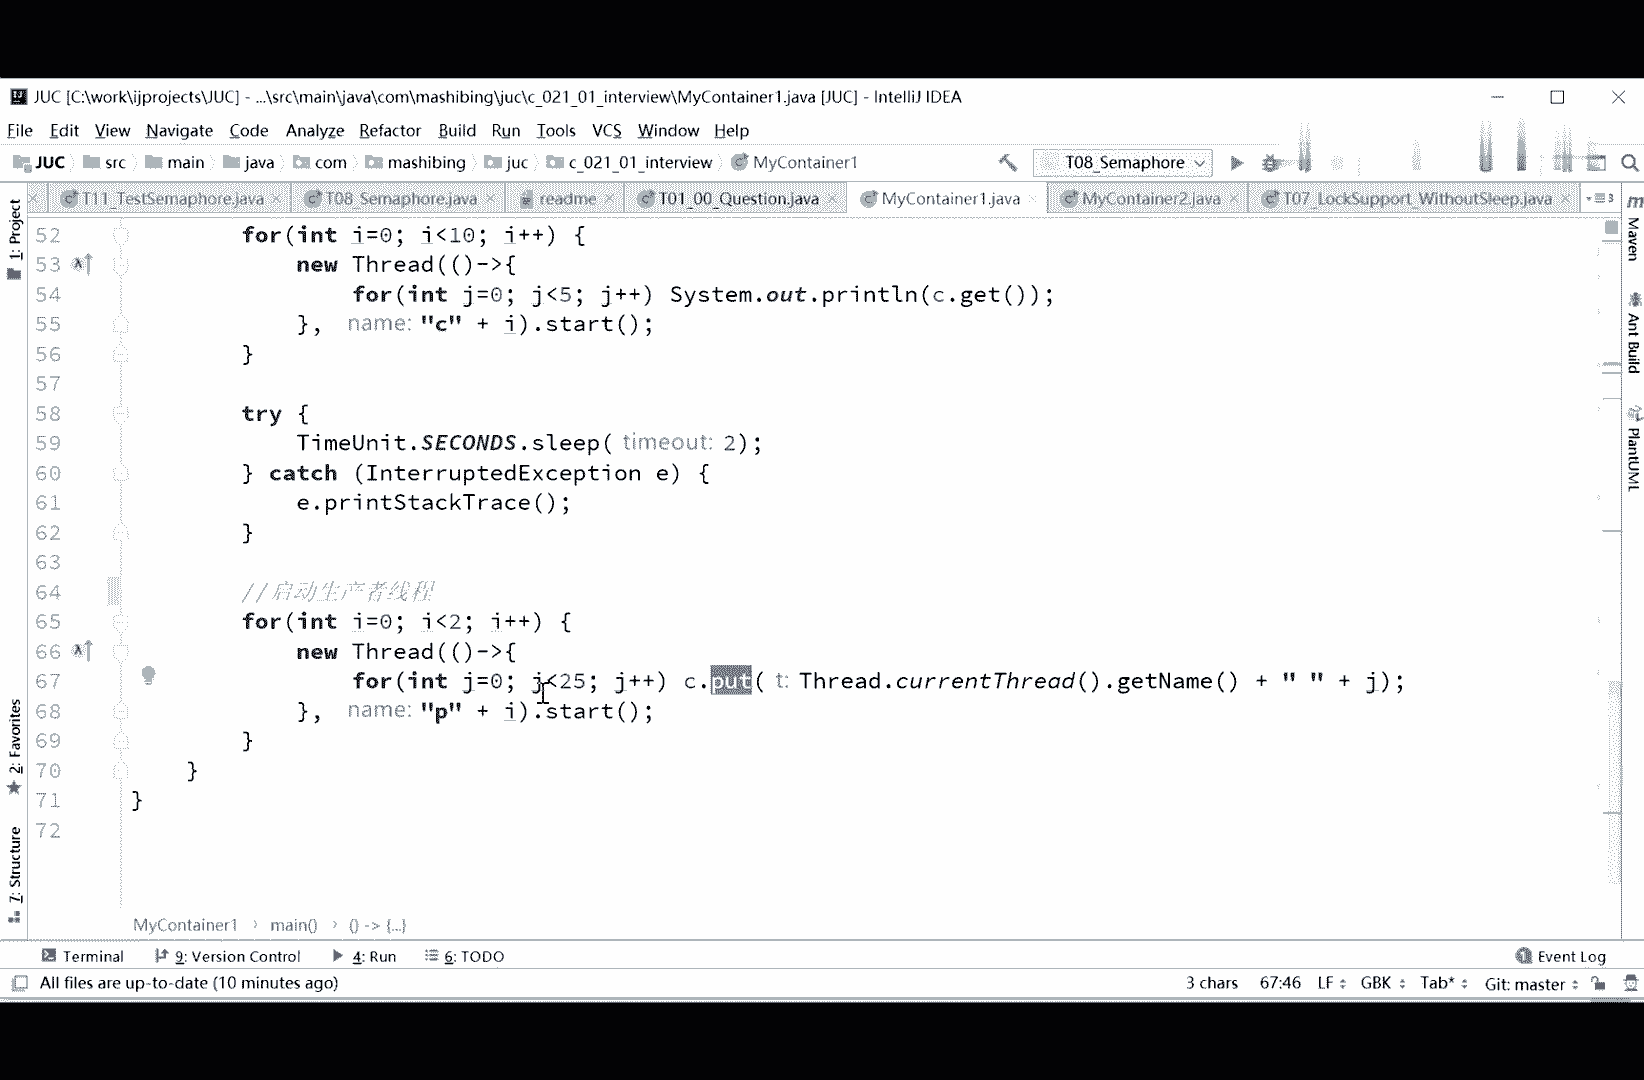 JUC [C:\work\ijprojects\JUC] - ...\src\main\java\com\mashibing\juc\c_021_01_interview\MyContainer1.java [JUC] - IntelliJ IDEA
File Edit View Navigate Code Analyze Refactor Build Run Tools VCS Window Help
JUC src main java com mashibing juc c_021_01_interview MyContainer1 T08_Semaphore
T11_TestSemaphore.java T08_Semaphore.java readme T01_00_Question.java MyContainer1.java MyContainer2.java T07_LockSupport_WithoutSleep.java
1: Project
2: Favorites
7: Structure
Maven
Ant Build
PlantUML
52 for(int i=0; i<10; i++) {
53 new Thread(()->{
54 for(int j=0; j<5; j++) System.out.println(c.get());
55 }, name: "c" + i).start();
56 }
57
58 try {
59 TimeUnit.SECONDS.sleep( timeout: 2);
60 } catch (InterruptedException e) {
61 e.printStackTrace();
62 }
63
64 //启动生产者线程
65 for(int i=0; i<2; i++) {
66 new Thread(()->{
67 for(int j=0; j<25; j++) c.put( t: Thread.currentThread().getName() + " " + j);
68 }, name: "p" + i).start();
69 }
70 }
71 }
72
MyContainer1 › main() › () -> {...}
Terminal 9: Version Control 4: Run 6: TODO 1 Event Log
All files are up-to-date (10 minutes ago) 3 chars 67:46 LF GBK Tab* Git: master